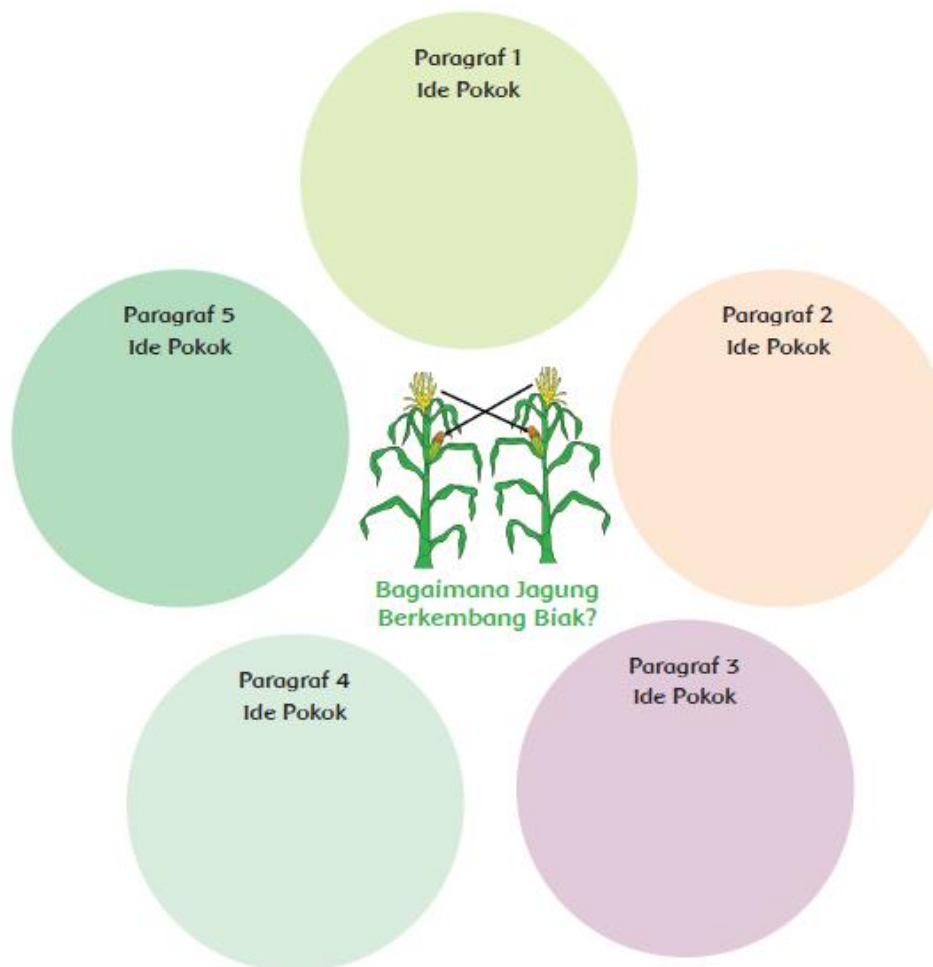 Paragraf 1
Ide Pokok
Paragraf 5
Ide Pokok
Paragraf 2
Ide Pokok
Bagaimana Jagung
Berkembang Biak?
Paragraf 4
Ide Pokok
Paragraf 3
Ide Pokok